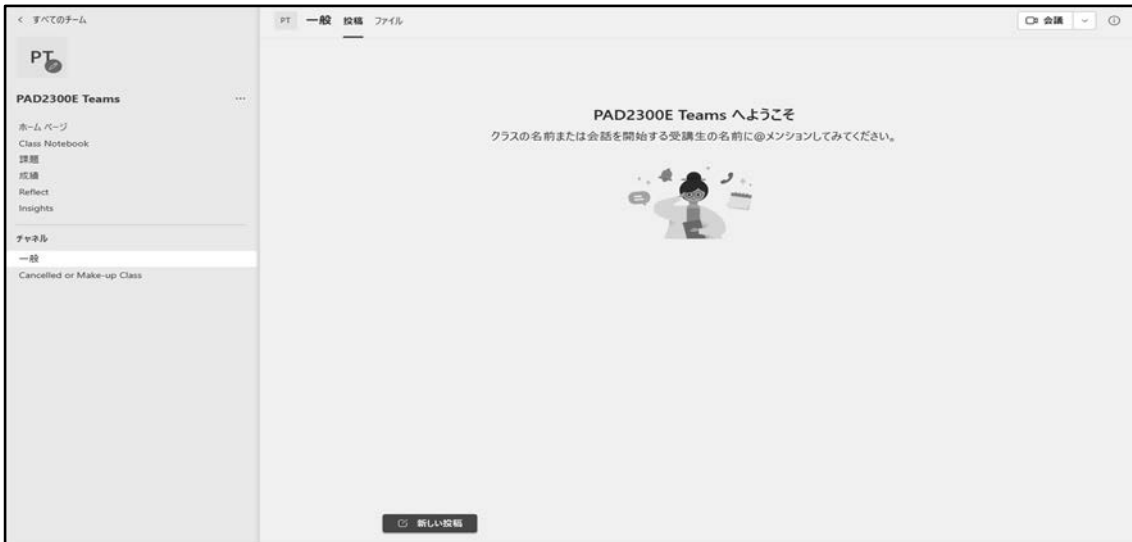 < すべてのチーム
PT
PAD2300E Teams ...
ホーム ページ
Class Notebook
課題
成績
Reflect
Insights
チャネル
一般
Cancelled or Make-up Class
PT 一般 投稿 ファイル
会議
PAD2300E Teams へようこそ
クラスの名前または会話を開始する受講生の名前に@メンションしてみてください。
新しい投稿